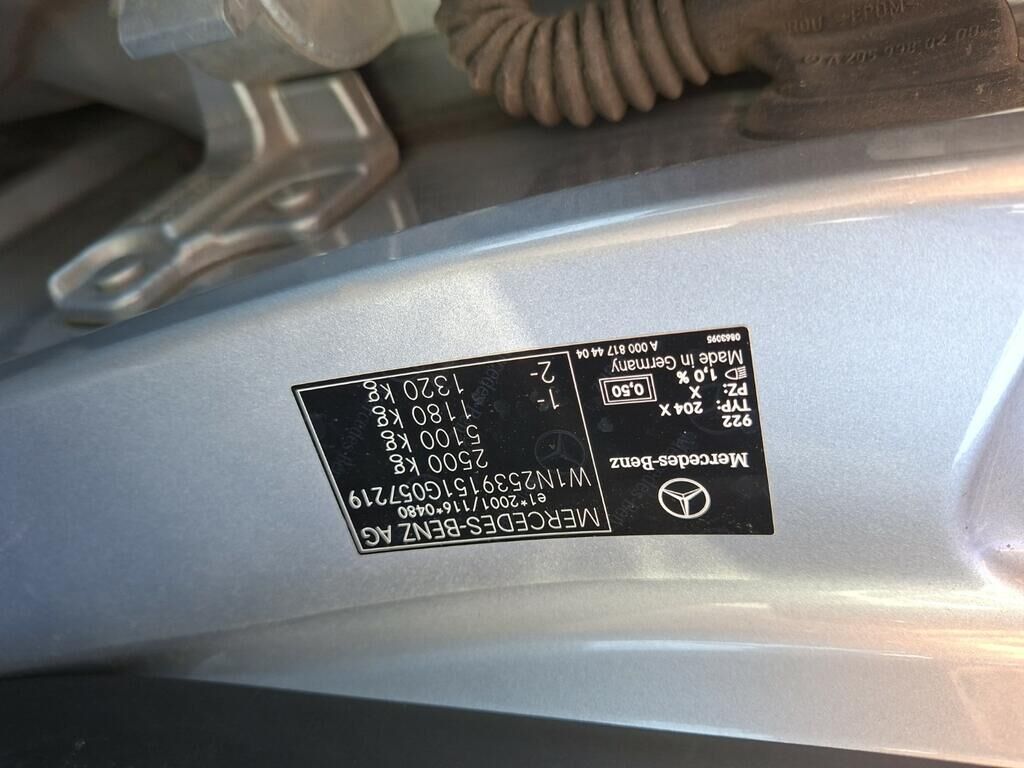 Mercedes-Benz
922
TYP: 204 X
PZ: X
1,0 %
0,50
Made in Germany
A 000 817 44 04
0863095
MERCEDES-BENZ AG
e1*2001/116*0480
W1N2539151G057219
2500 kg
5100 kg
1- 1180 kg
2- 1320 kg